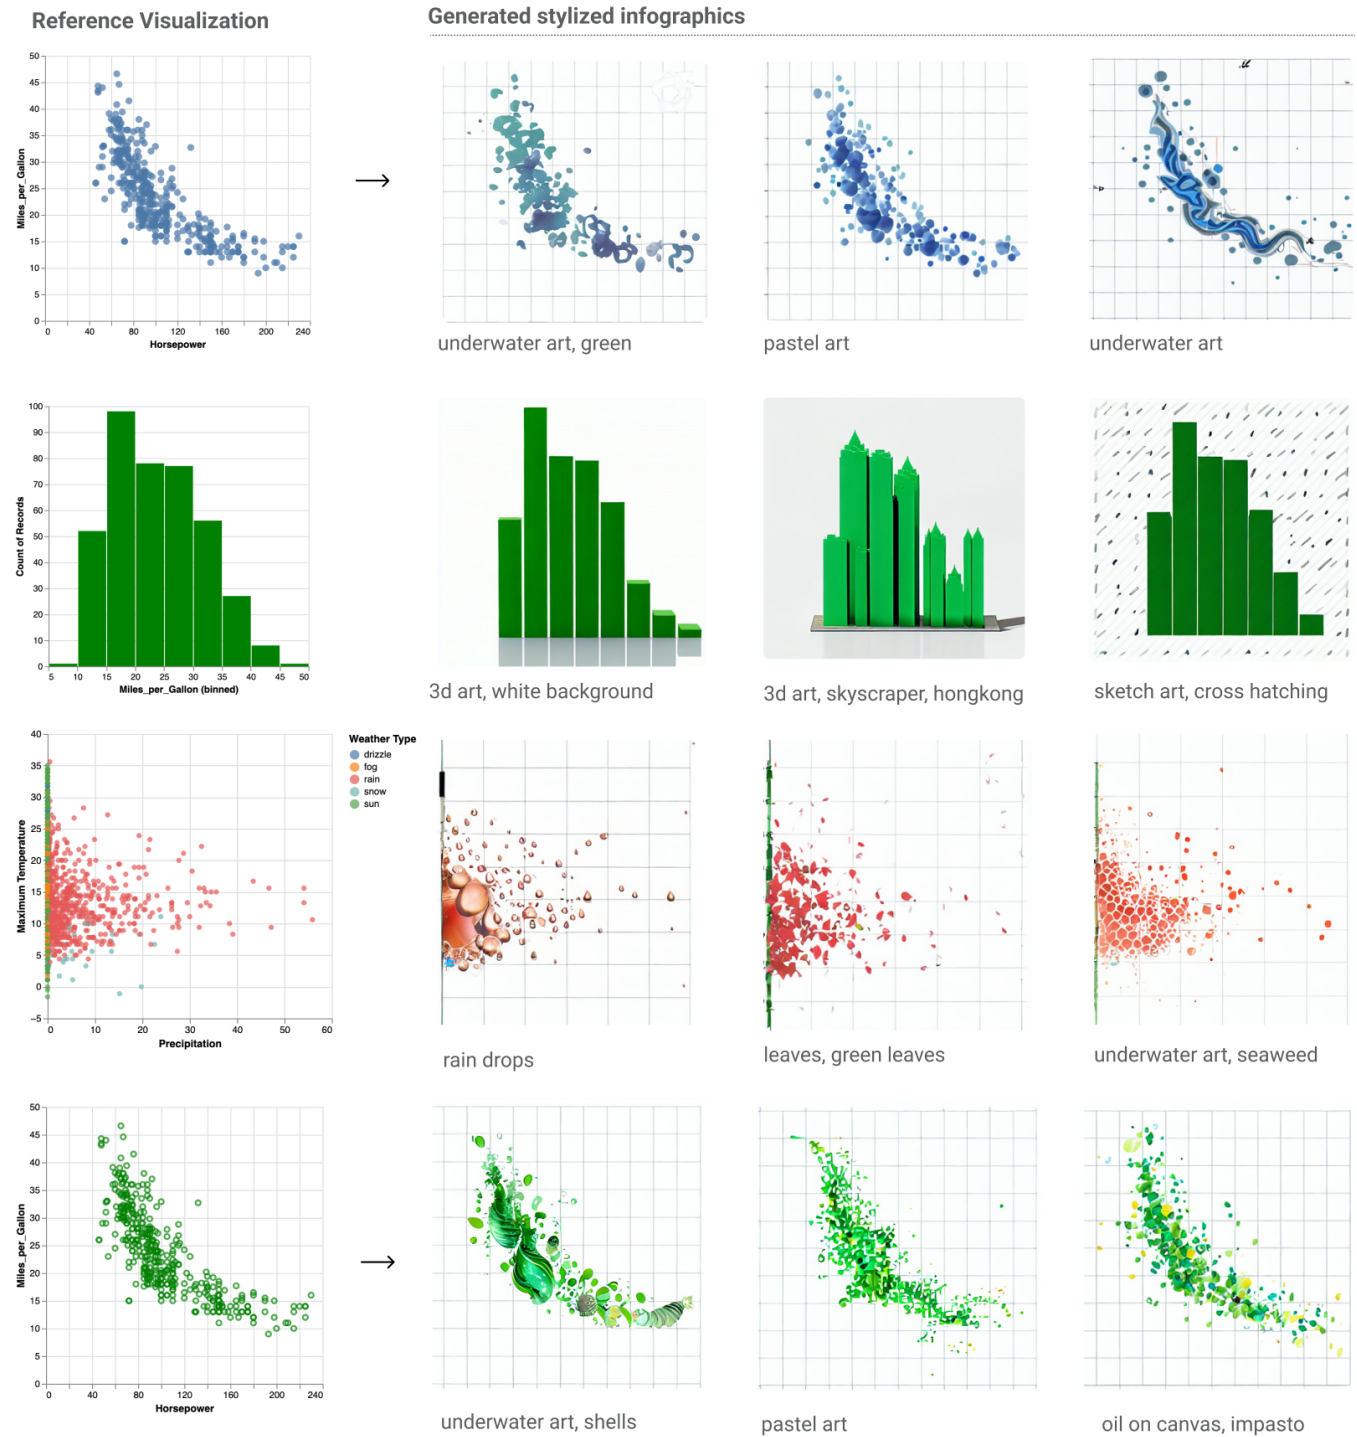 Reference Visualization
Generated stylized infographics
50
45
40
35
30
25
20
15
10
5
0
Miles_per_Gallon
0 40 80 120 160 200 240
Horsepower
underwater art, green
pastel art
underwater art
100
90
80
70
60
50
40
30
20
10
0
Count of Records
5 10 15 20 25 30 35 40 45 50
Miles_per_Gallon (binned)
3d art, white background
3d art, skyscraper, hongkong
sketch art, cross hatching
40
35
30
25
20
15
10
5
0
–5
Maximum Temperature
0 10 20 30 40 50 60
Precipitation
Weather Type
drizzle
fog
rain
snow
sun
rain drops
leaves, green leaves
underwater art, seaweed
50
45
40
35
30
25
20
15
10
5
0
Miles_per_Gallon
0 40 80 120 160 200 240
Horsepower
underwater art, shells
pastel art
oil on canvas, impasto